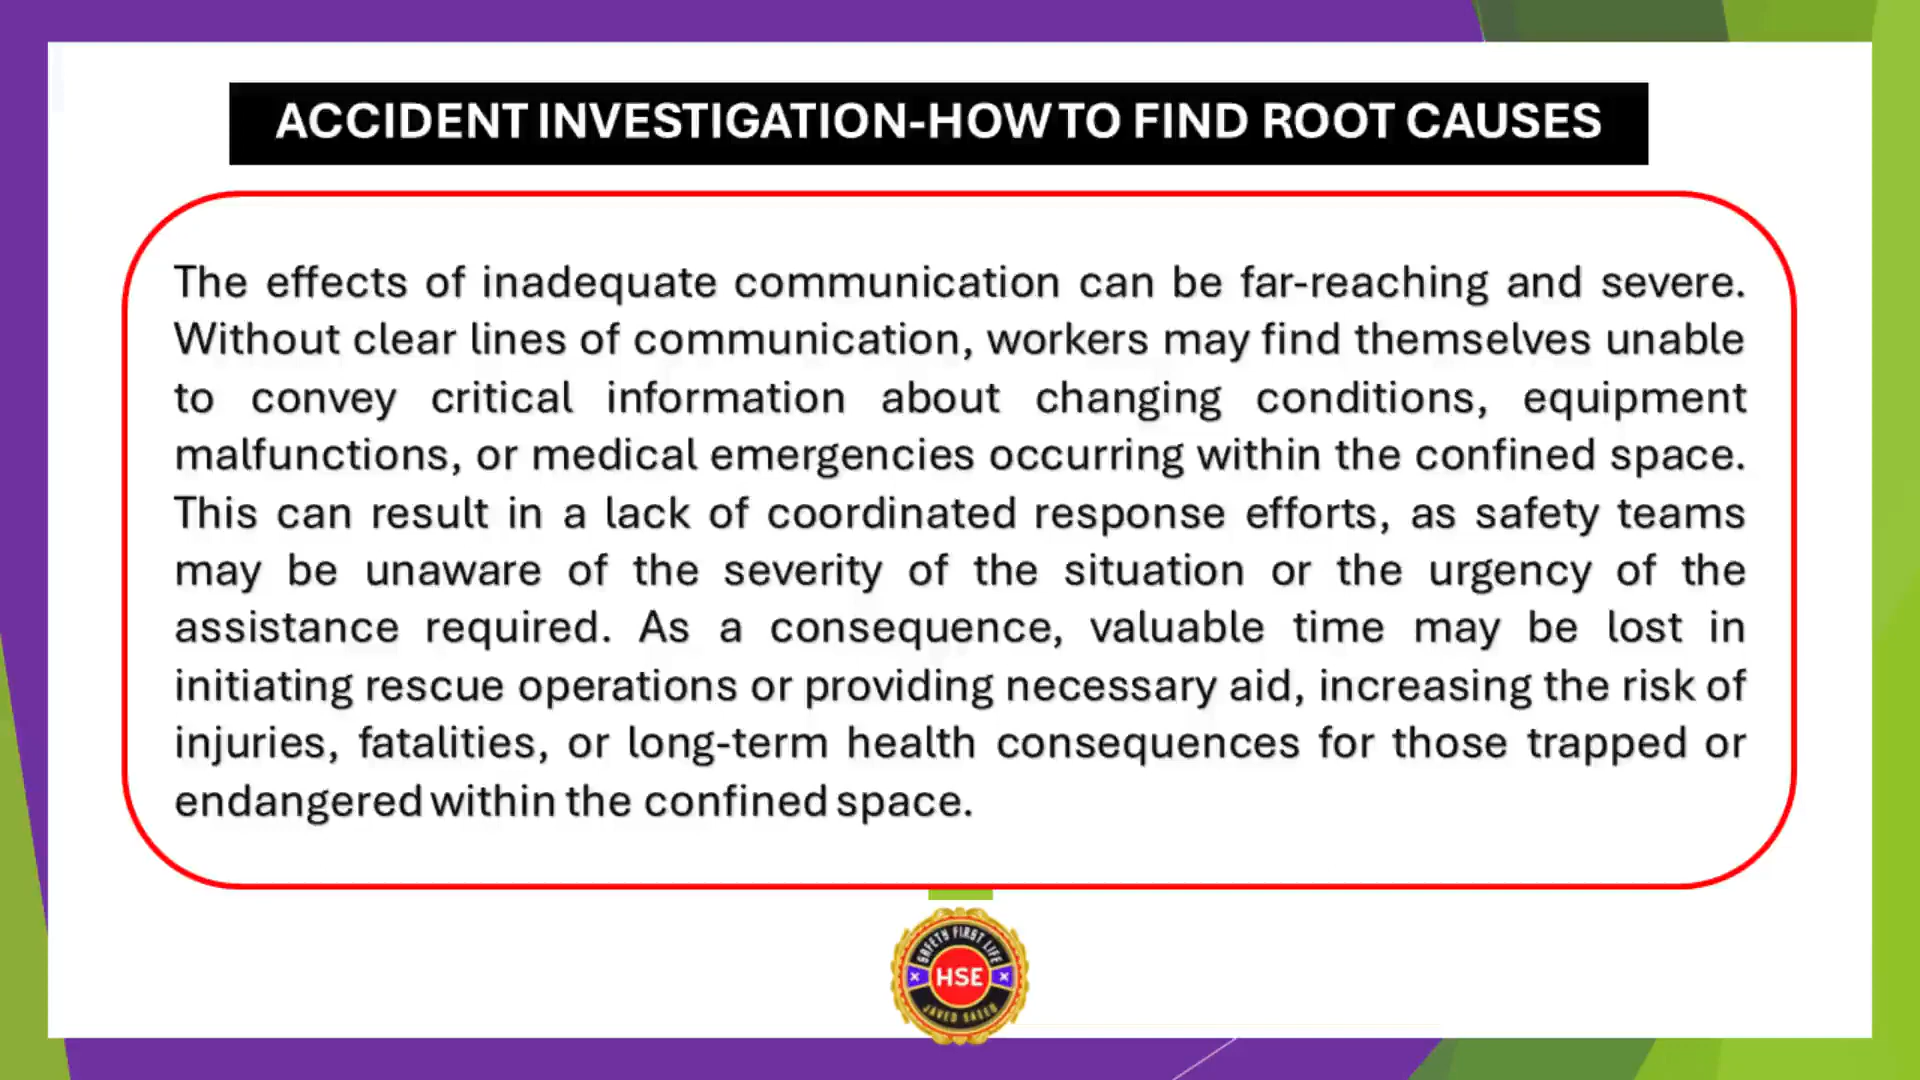 ACCIDENT INVESTIGATION-HOW TO FIND ROOT CAUSES
The effects of inadequate communication can be far-reaching and severe.
Without clear lines of communication, workers may find themselves unable
to convey critical information about changing conditions, equipment
malfunctions, or medical emergencies occurring within the confined space.
This can result in a lack of coordinated response efforts, as safety teams
may be unaware of the severity of the situation or the urgency of the
assistance required. As a consequence, valuable time may be lost in
initiating rescue operations or providing necessary aid, increasing the risk of
injuries, fatalities, or long-term health consequences for those trapped or
endangered within the confined space.
SAFETY FIRST LIFE
HSE
JAVED SAEED